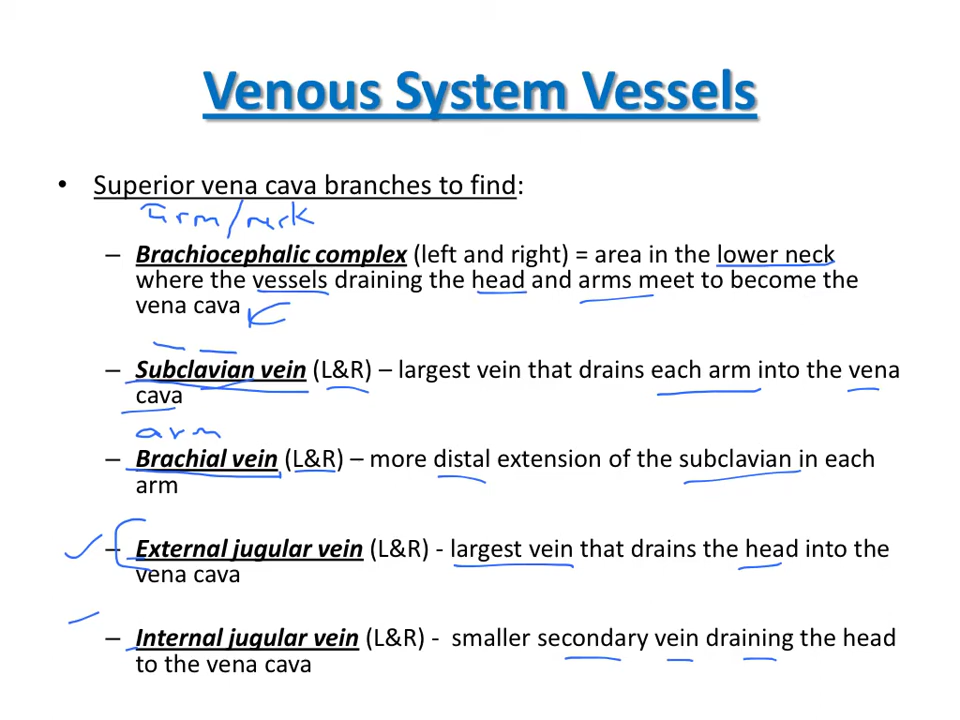 Venous System Vessels
• Superior vena cava branches to find:
arm/neck
– Brachiocephalic complex (left and right) = area in the lower neck
where the vessels draining the head and arms meet to become the
vena cava
– Subclavian vein (L&R) – largest vein that drains each arm into the vena
cava
arm
– Brachial vein (L&R) – more distal extension of the subclavian in each
arm
– External jugular vein (L&R) - largest vein that drains the head into the
vena cava
– Internal jugular vein (L&R) - smaller secondary vein draining the head
to the vena cava